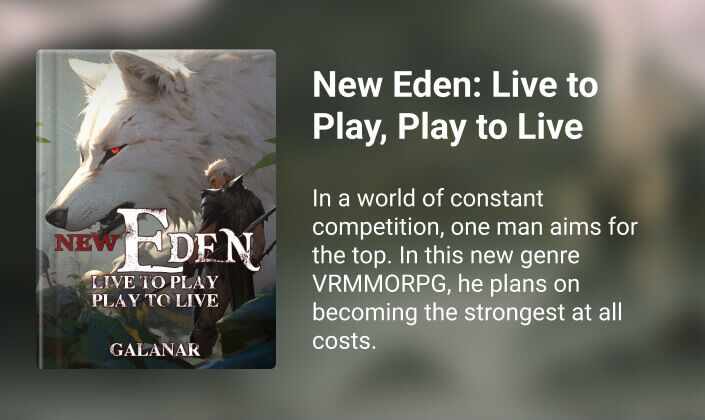 NEW EDEN
LIVE TO PLAY
PLAY TO LIVE
GALANAR
New Eden: Live to
Play, Play to Live
In a world of constant
competition, one man aims for
the top. In this new genre
VRMMORPG, he plans on
becoming the strongest at all
costs.